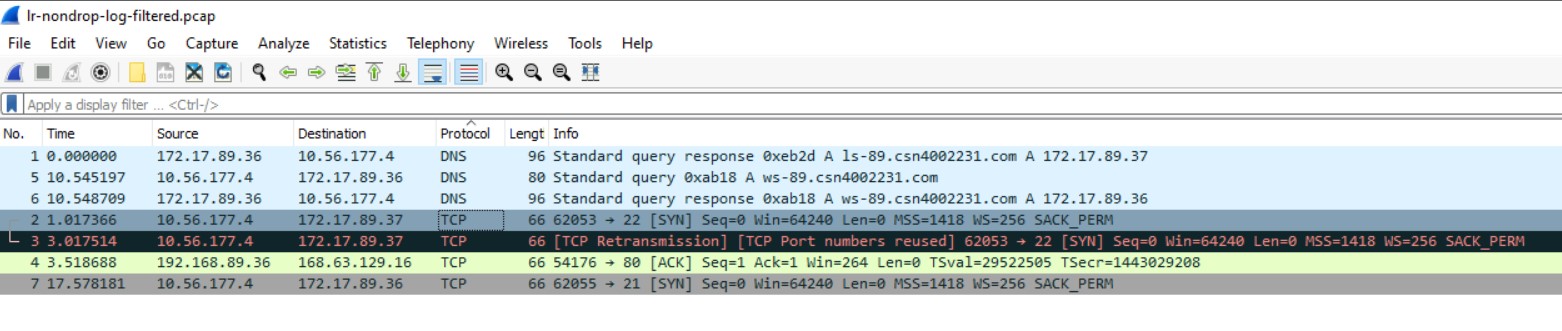 lr-nondrop-log-filtered.pcap
File Edit View Go Capture Analyze Statistics Telephony Wireless Tools Help
Apply a display filter ... <Ctrl-/>
No. Time Source Destination Protocol Lengt Info
1 0.000000 172.17.89.36 10.56.177.4 DNS 96 Standard query response 0xeb2d A ls-89.csn4002231.com A 172.17.89.37
5 10.545197 10.56.177.4 172.17.89.36 DNS 80 Standard query 0xab18 A ws-89.csn4002231.com
6 10.548709 172.17.89.36 10.56.177.4 DNS 96 Standard query response 0xab18 A ws-89.csn4002231.com A 172.17.89.36
2 1.017366 10.56.177.4 172.17.89.37 TCP 66 62053 → 22 [SYN] Seq=0 Win=64240 Len=0 MSS=1418 WS=256 SACK_PERM
3 3.017514 10.56.177.4 172.17.89.37 TCP 66 [TCP Retransmission] [TCP Port numbers reused] 62053 → 22 [SYN] Seq=0 Win=64240 Len=0 MSS=1418 WS=256 SACK_PERM
4 3.518688 192.168.89.36 168.63.129.16 TCP 66 54176 → 80 [ACK] Seq=1 Ack=1 Win=264 Len=0 TSval=29522505 TSecr=1443029208
7 17.578181 10.56.177.4 172.17.89.36 TCP 66 62055 → 21 [SYN] Seq=0 Win=64240 Len=0 MSS=1418 WS=256 SACK_PERM